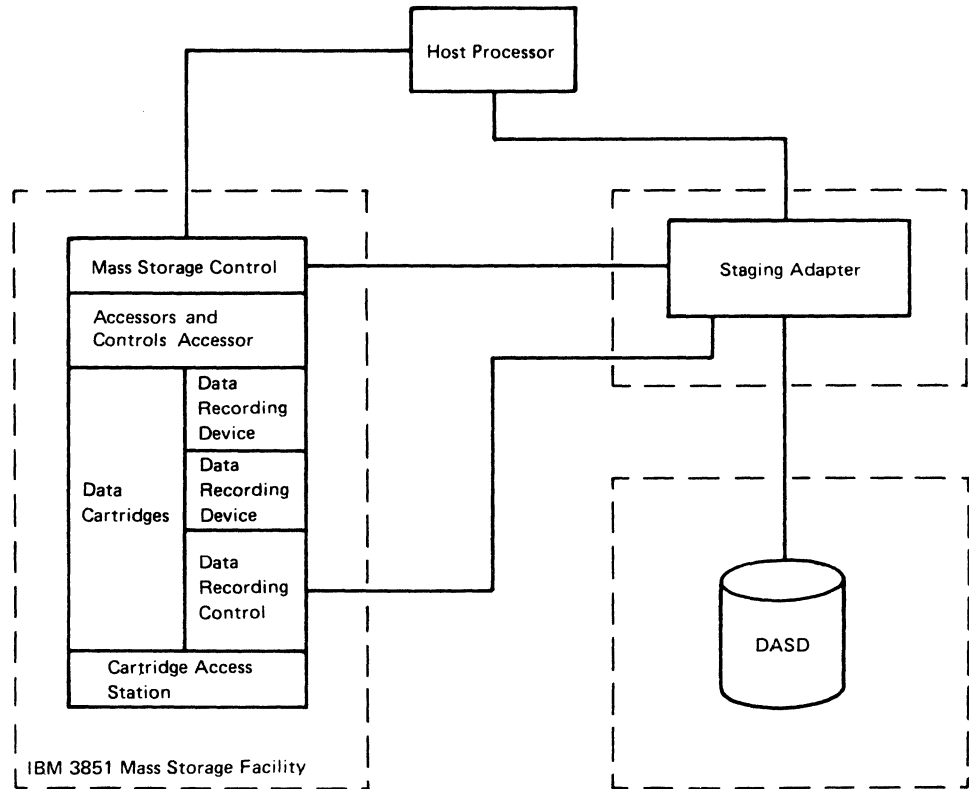 Host Processor
Mass Storage Control
Staging Adapter
Accessors and
Controls Accessor
Data
Recording
Device
Data
Recording
Device
Data
Cartridges
Data
Recording
Control
Cartridge Access
Station
DASD
IBM 3851 Mass Storage Facility